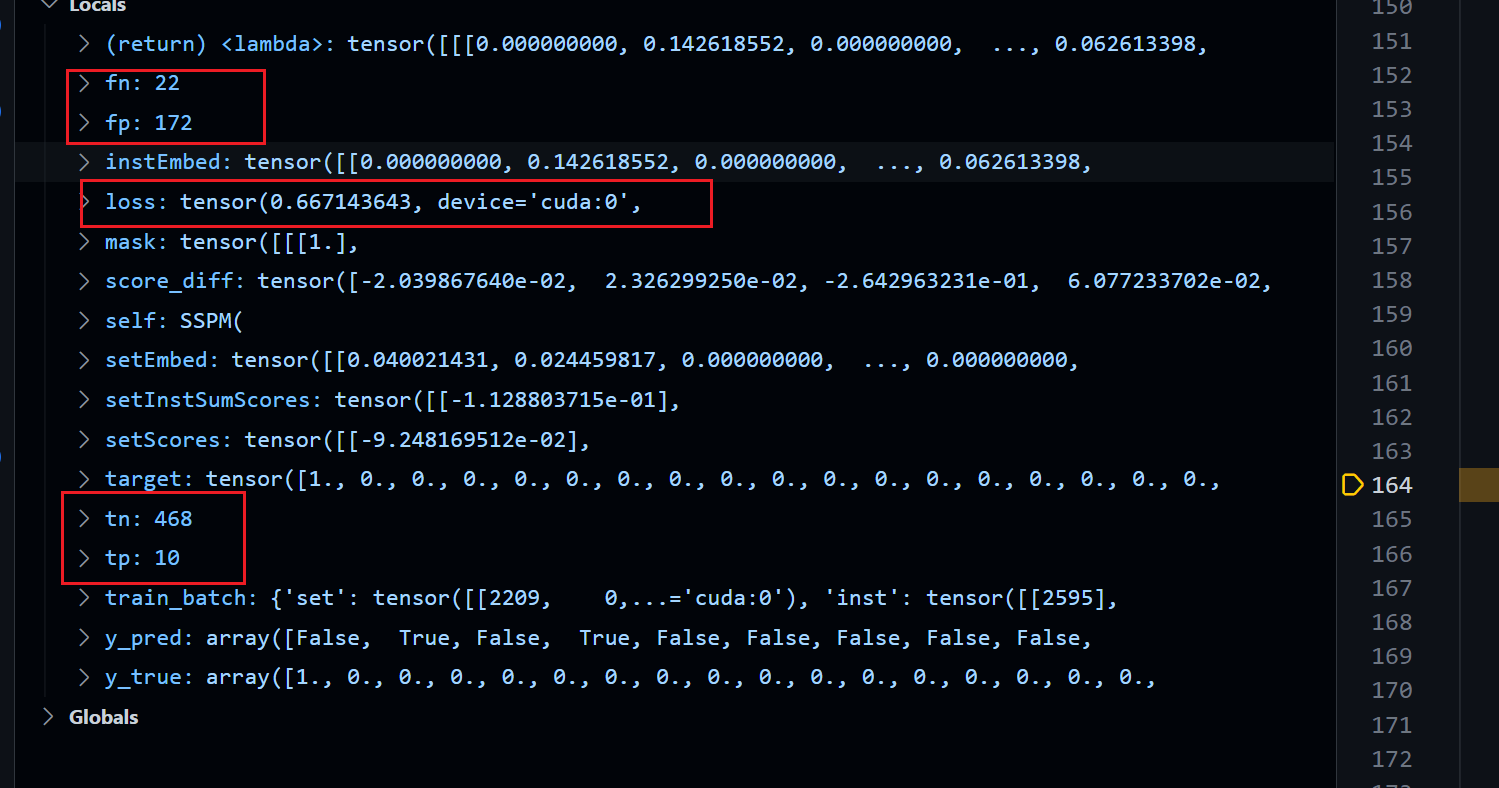 Locals
(return) <lambda>: tensor([[[0.000000000, 0.142618552, 0.000000000,  ..., 0.062613398,
fn: 22
fp: 172
instEmbed: tensor([[0.000000000, 0.142618552, 0.000000000,  ..., 0.062613398,
loss: tensor(0.667143643, device='cuda:0',
mask: tensor([[[1.],
score_diff: tensor([-2.039867640e-02,  2.326299250e-02, -2.642963231e-01,  6.077233702e-02,
self: SSPM(
setEmbed: tensor([[0.040021431, 0.024459817, 0.000000000,  ..., 0.000000000,
setInstSumScores: tensor([[-1.128803715e-01],
setScores: tensor([[-9.248169512e-02],
target: tensor([1., 0., 0., 0., 0., 0., 0., 0., 0., 0., 0., 0., 0., 0., 0., 0., 0., 0.,
tn: 468
tp: 10
train_batch: {'set': tensor([[2209,    0,...='cuda:0'), 'inst': tensor([[2595],
y_pred: array([False,  True, False,  True, False, False, False, False, False,
y_true: array([1., 0., 0., 0., 0., 0., 0., 0., 0., 0., 0., 0., 0., 0., 0., 0., 0.,
Globals
150
151
152
153
154
155
156
157
158
159
160
161
162
163
164
165
166
167
168
169
170
171
172